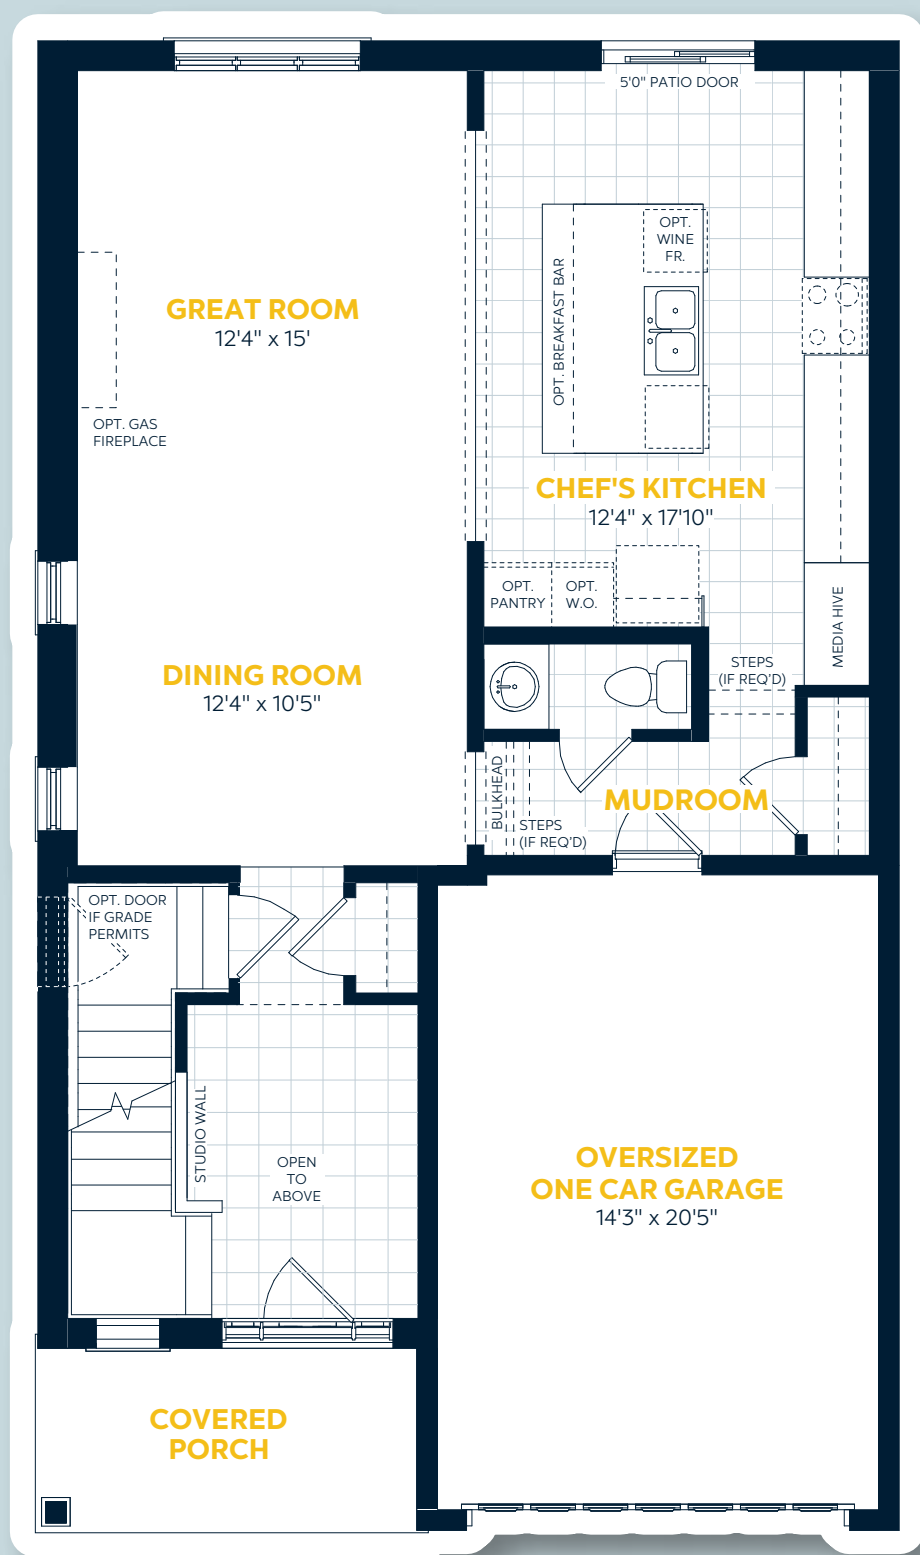 5'0" PATIO DOOR
OPT.
WINE
FR.
OPT. BREAKFAST BAR
GREAT ROOM
12'4" x 15'
OPT. GAS
FIREPLACE
CHEF'S KITCHEN
12'4" x 17'10"
OPT.
PANTRY
OPT.
W.O.
MEDIA HIVE
DINING ROOM
12'4" x 10'5"
STEPS
(IF REQ'D)
BULKHEAD
MUDROOM
STEPS
(IF REQ'D)
OPT. DOOR
IF GRADE
PERMITS
STUDIO WALL
OPEN
TO
ABOVE
OVERSIZED
ONE CAR GARAGE
14'3" x 20'5"
COVERED
PORCH